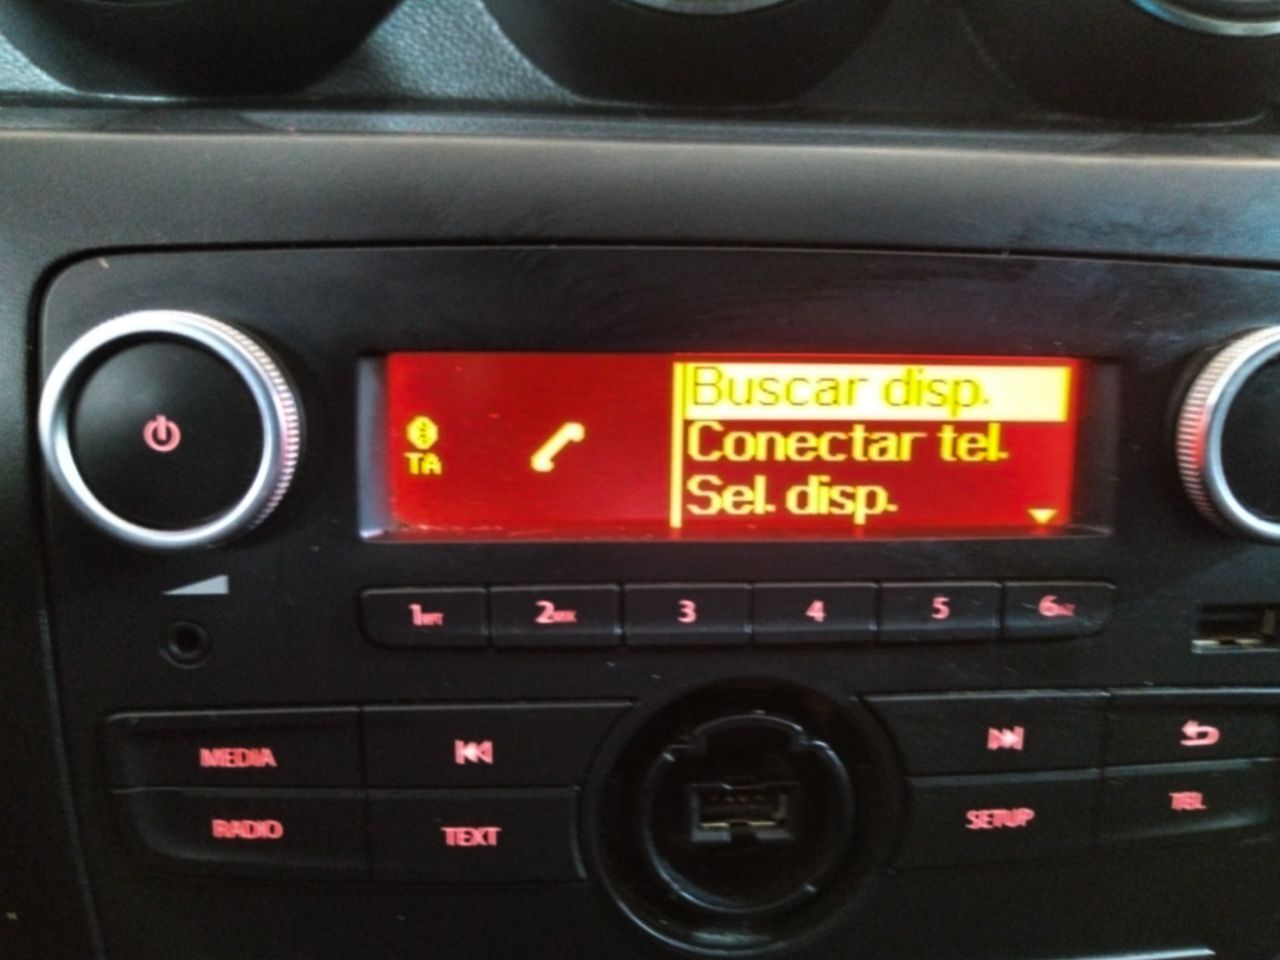 Buscar disp.
Conectar tel.
TA
Sel. disp.
1
2
3
4
5
6
MEDIA
RADIO
TEXT
SETUP
TEL